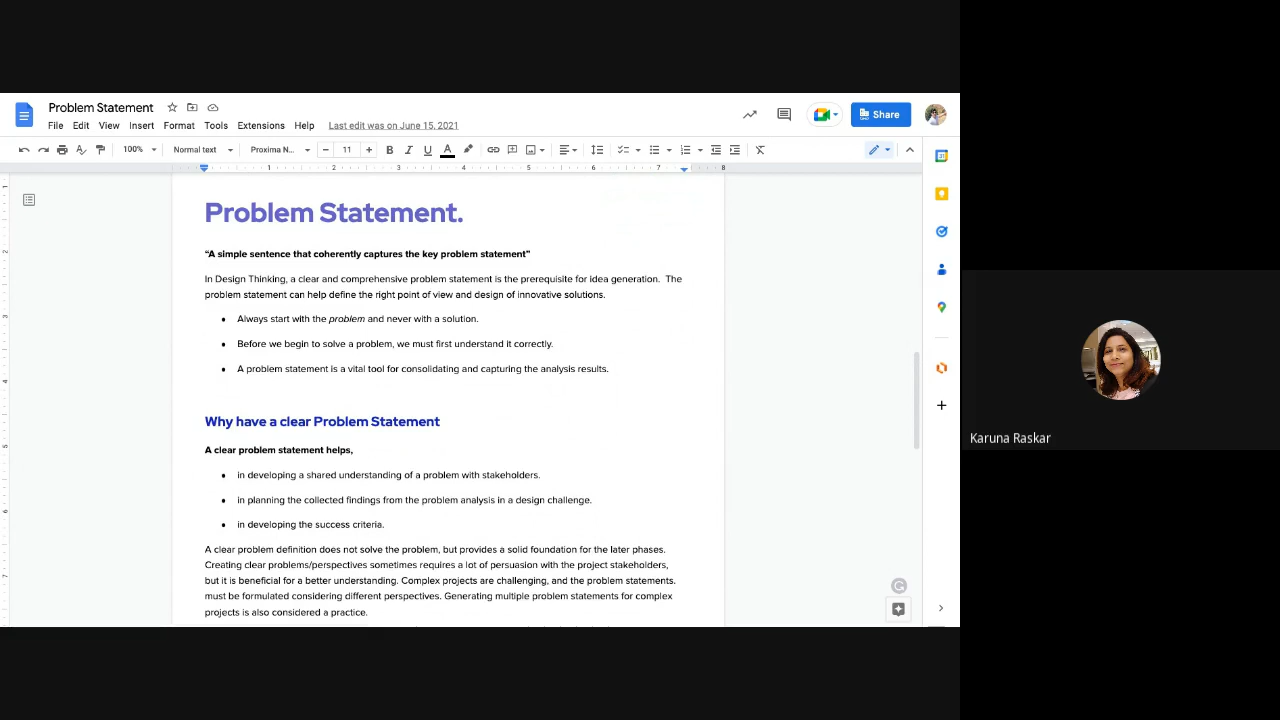 Problem Statement
File Edit View Insert Format Tools Extensions Help Last edit was on June 15, 2021
Share
100% Normal text Proxima N... 11 B I U A
1 2 3 4 5 6 7 8
Problem Statement.
“A simple sentence that coherently captures the key problem statement”
In Design Thinking, a clear and comprehensive problem statement is the prerequisite for idea generation. The
problem statement can help define the right point of view and design of innovative solutions.
● Always start with the problem and never with a solution.
● Before we begin to solve a problem, we must first understand it correctly.
● A problem statement is a vital tool for consolidating and capturing the analysis results.
Why have a clear Problem Statement
A clear problem statement helps,
● in developing a shared understanding of a problem with stakeholders.
● in planning the collected findings from the problem analysis in a design challenge.
● in developing the success criteria.
A clear problem definition does not solve the problem, but provides a solid foundation for the later phases.
Creating clear problems/perspectives sometimes requires a lot of persuasion with the project stakeholders,
but it is beneficial for a better understanding. Complex projects are challenging, and the problem statements.
must be formulated considering different perspectives. Generating multiple problem statements for complex
projects is also considered a practice.
Karuna Raskar